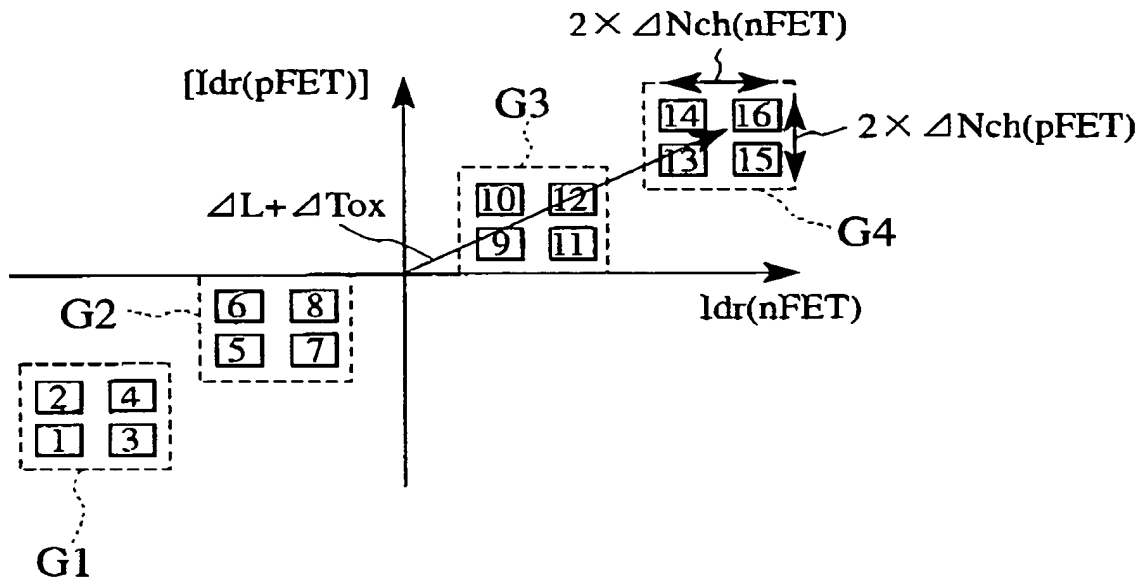 2× ⊿Nch(nFET)
[Idr(pFET)]
G3
14 16
2× ⊿Nch(pFET)
13 15
10 12
⊿L+⊿Tox
G4
9 11
6 8
G2
Idr(nFET)
5 7
2 4
1 3
G1